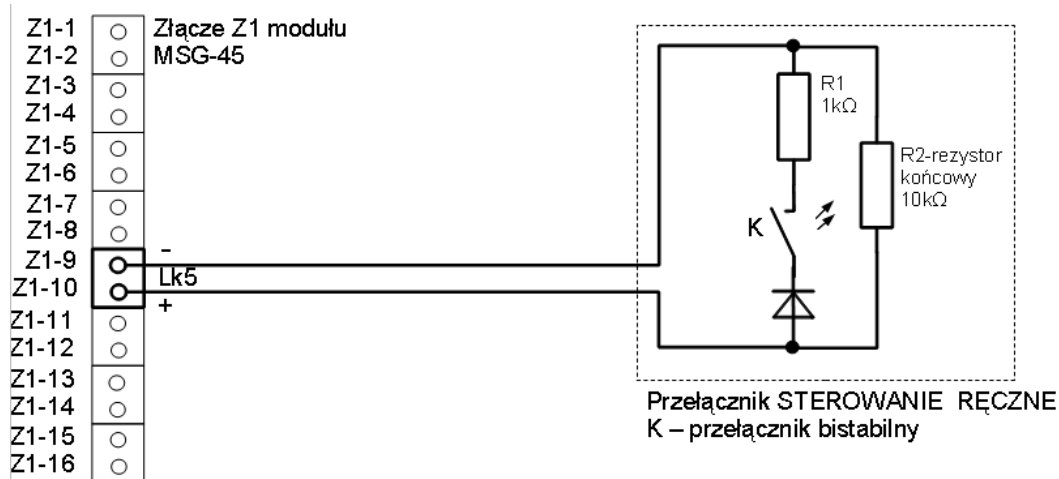 Z1-1
Z1-2
Z1-3
Z1-4
Z1-5
Z1-6
Z1-7
Z1-8
Z1-9
Z1-10
Z1-11
Z1-12
Z1-13
Z1-14
Z1-15
Z1-16
Złącze Z1 modułu
MSG-45
-
Lk5
+
R1
1kΩ
R2-rezystor
końcowy
10kΩ
K
Przełącznik STEROWANIE RĘCZNE
K – przełącznik bistabilny